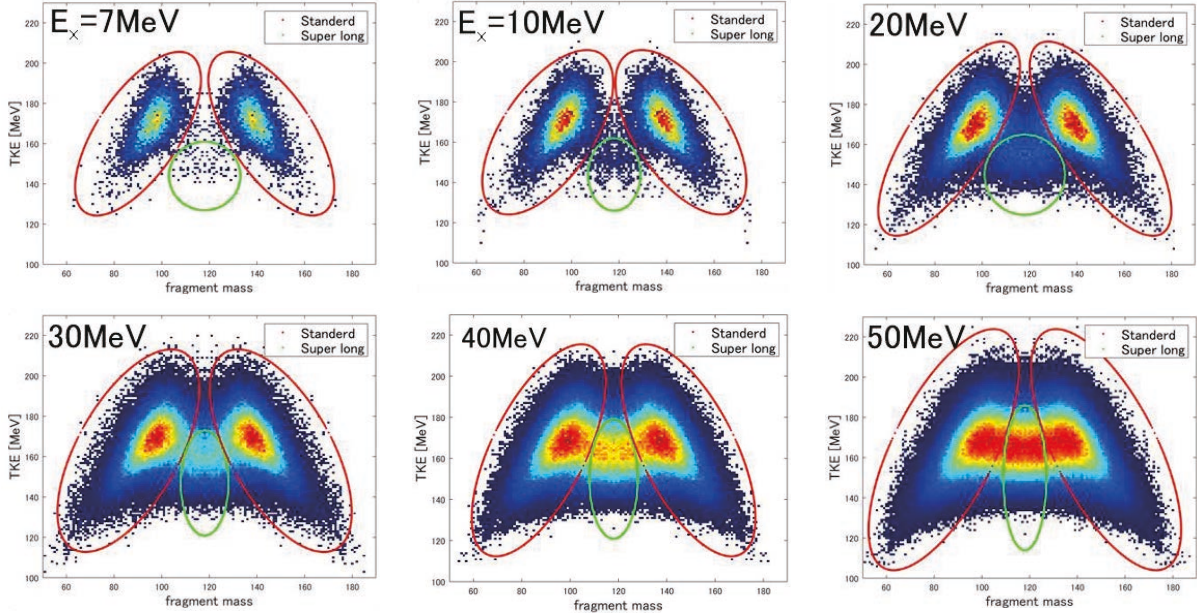 Eₓ=7MeV
Standerd
Super long
220
200
180
160
140
120
100
TKE [MeV]
60 80 100 120 140 160 180
fragment mass
Eₓ=10MeV
Standerd
Super long
220
200
180
160
140
120
100
TKE [MeV]
60 80 100 120 140 160 180
fragment mass
20MeV
Standerd
Super long
220
200
180
160
140
120
100
TKE [MeV]
60 80 100 120 140 160 180
fragment mass
30MeV
Standerd
Super long
220
200
180
160
140
120
100
TKE [MeV]
60 80 100 120 140 160 180
fragment mass
40MeV
Standerd
Super long
220
200
180
160
140
120
100
TKE [MeV]
60 80 100 120 140 160 180
fragment mass
50MeV
Standerd
Super long
220
200
180
160
140
120
100
TKE [MeV]
60 80 100 120 140 160 180
fragment mass